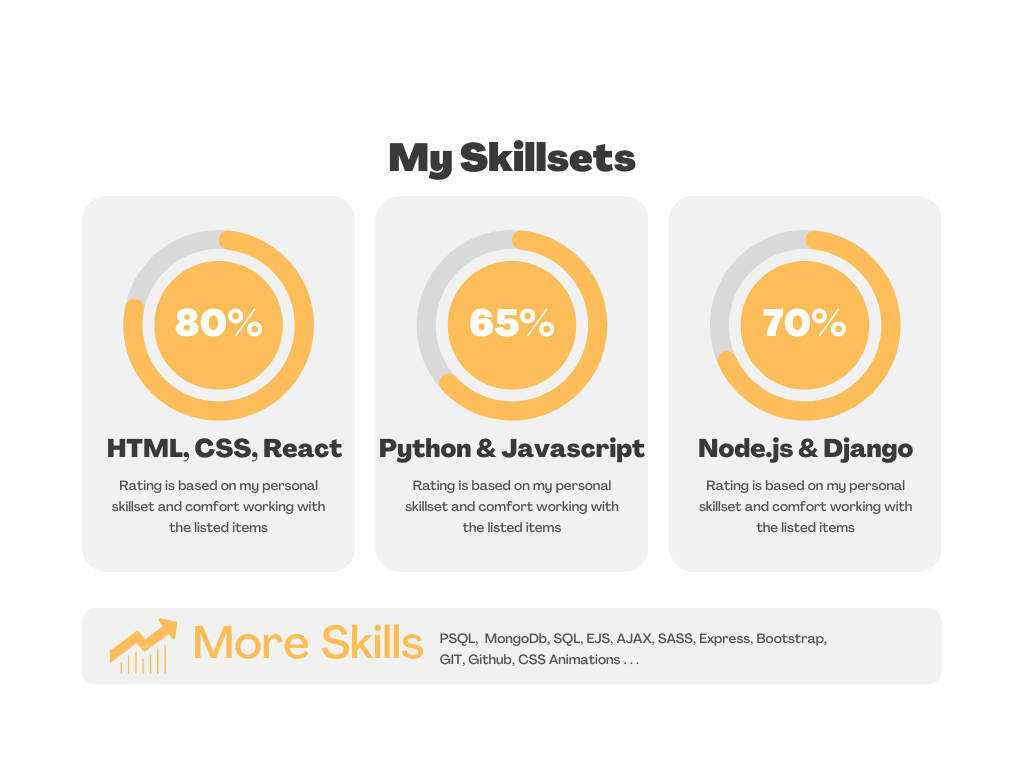 My Skillsets
80%
65%
70%
HTML, CSS, React
Python & Javascript
Node.js & Django
Rating is based on my personal
skillset and comfort working with
the listed items
Rating is based on my personal
skillset and comfort working with
the listed items
Rating is based on my personal
skillset and comfort working with
the listed items
More Skills
PSQL,  MongoDb, SQL, EJS, AJAX, SASS, Express, Bootstrap,
GIT, Github, CSS Animations . . .